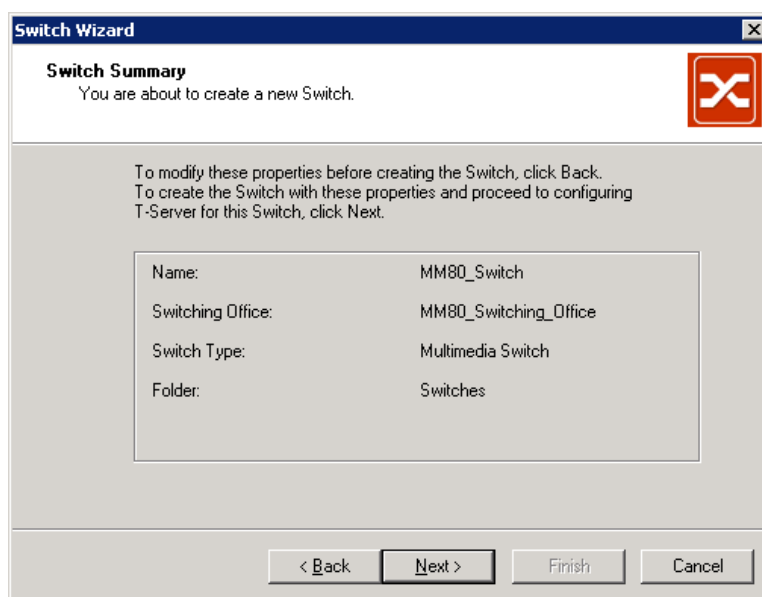 Switch Wizard
Switch Summary
You are about to create a new Switch.
To modify these properties before creating the Switch, click Back.
To create the Switch with these properties and proceed to configuring
T-Server for this Switch, click Next.
Name: MM80_Switch
Switching Office: MM80_Switching_Office
Switch Type: Multimedia Switch
Folder: Switches
< Back Next > Finish Cancel